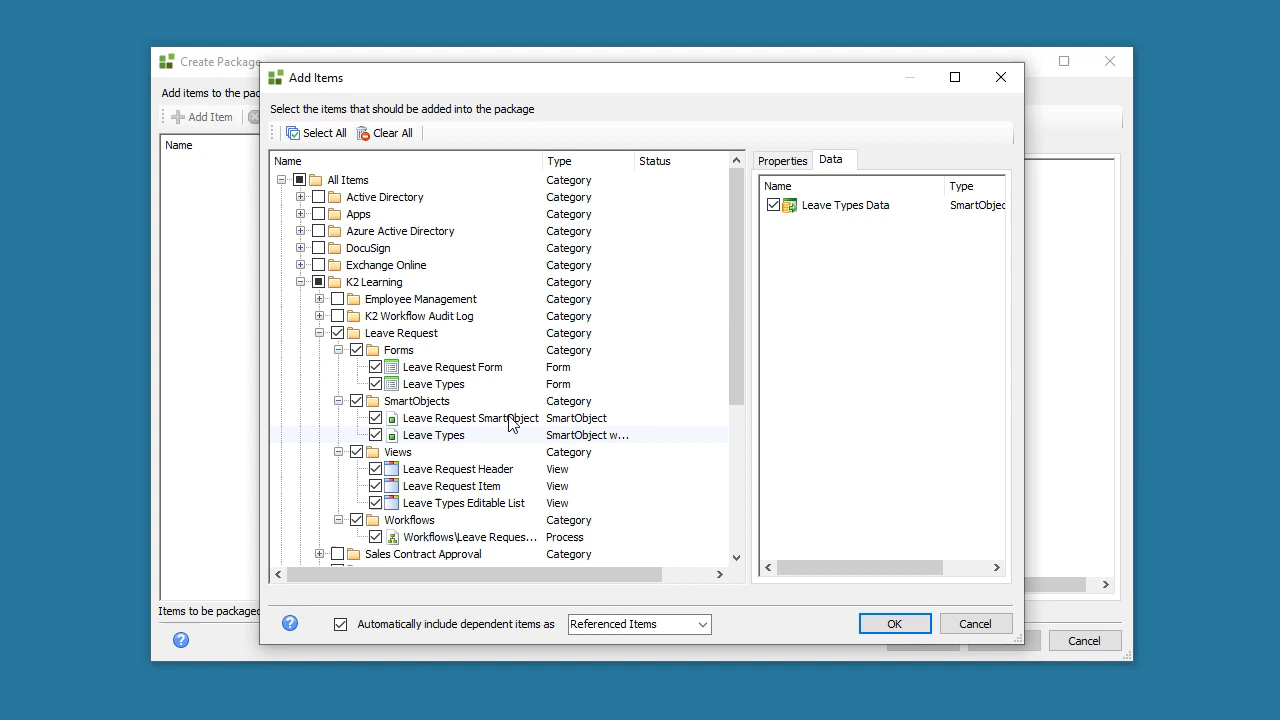 Create Package
Add Items
Add items to the pac
Select the items that should be added into the package
Add Item
Select All
Clear All
Name
Name
Type
Status
Properties
Data
Name
Type
All Items
Category
Leave Types Data
SmartObjec
Active Directory
Category
Apps
Category
Azure Active Directory
Category
DocuSign
Category
Exchange Online
Category
K2 Learning
Category
Employee Management
Category
K2 Workflow Audit Log
Category
Leave Request
Category
Forms
Category
Leave Request Form
Form
Leave Types
Form
SmartObjects
Category
Leave Request SmartObject
SmartObject
Leave Types
SmartObject w...
Views
Category
Leave Request Header
View
Leave Request Item
View
Leave Types Editable List
View
Workflows
Category
Workflows\Leave Reques...
Process
Sales Contract Approval
Category
Items to be packaged
Automatically include dependent items as
Referenced Items
OK
Cancel
Cancel